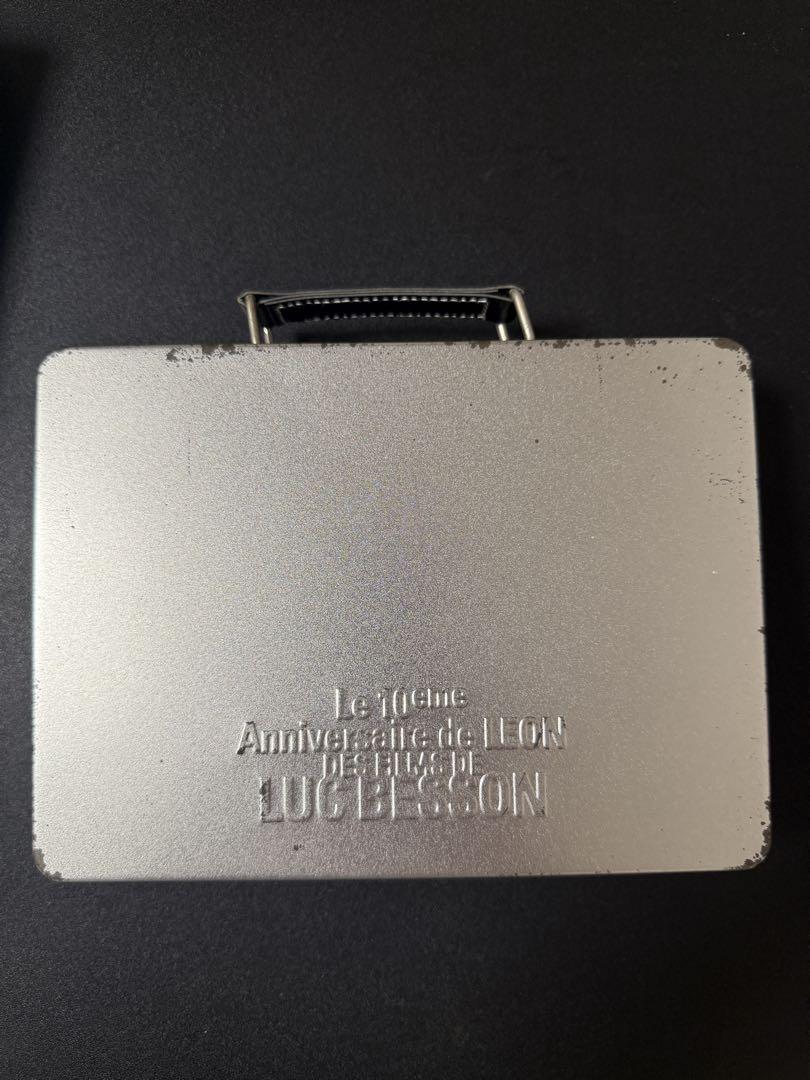 Le 10eme
Anniversaire de LEON
DES FILMS DE
LUC BESSON